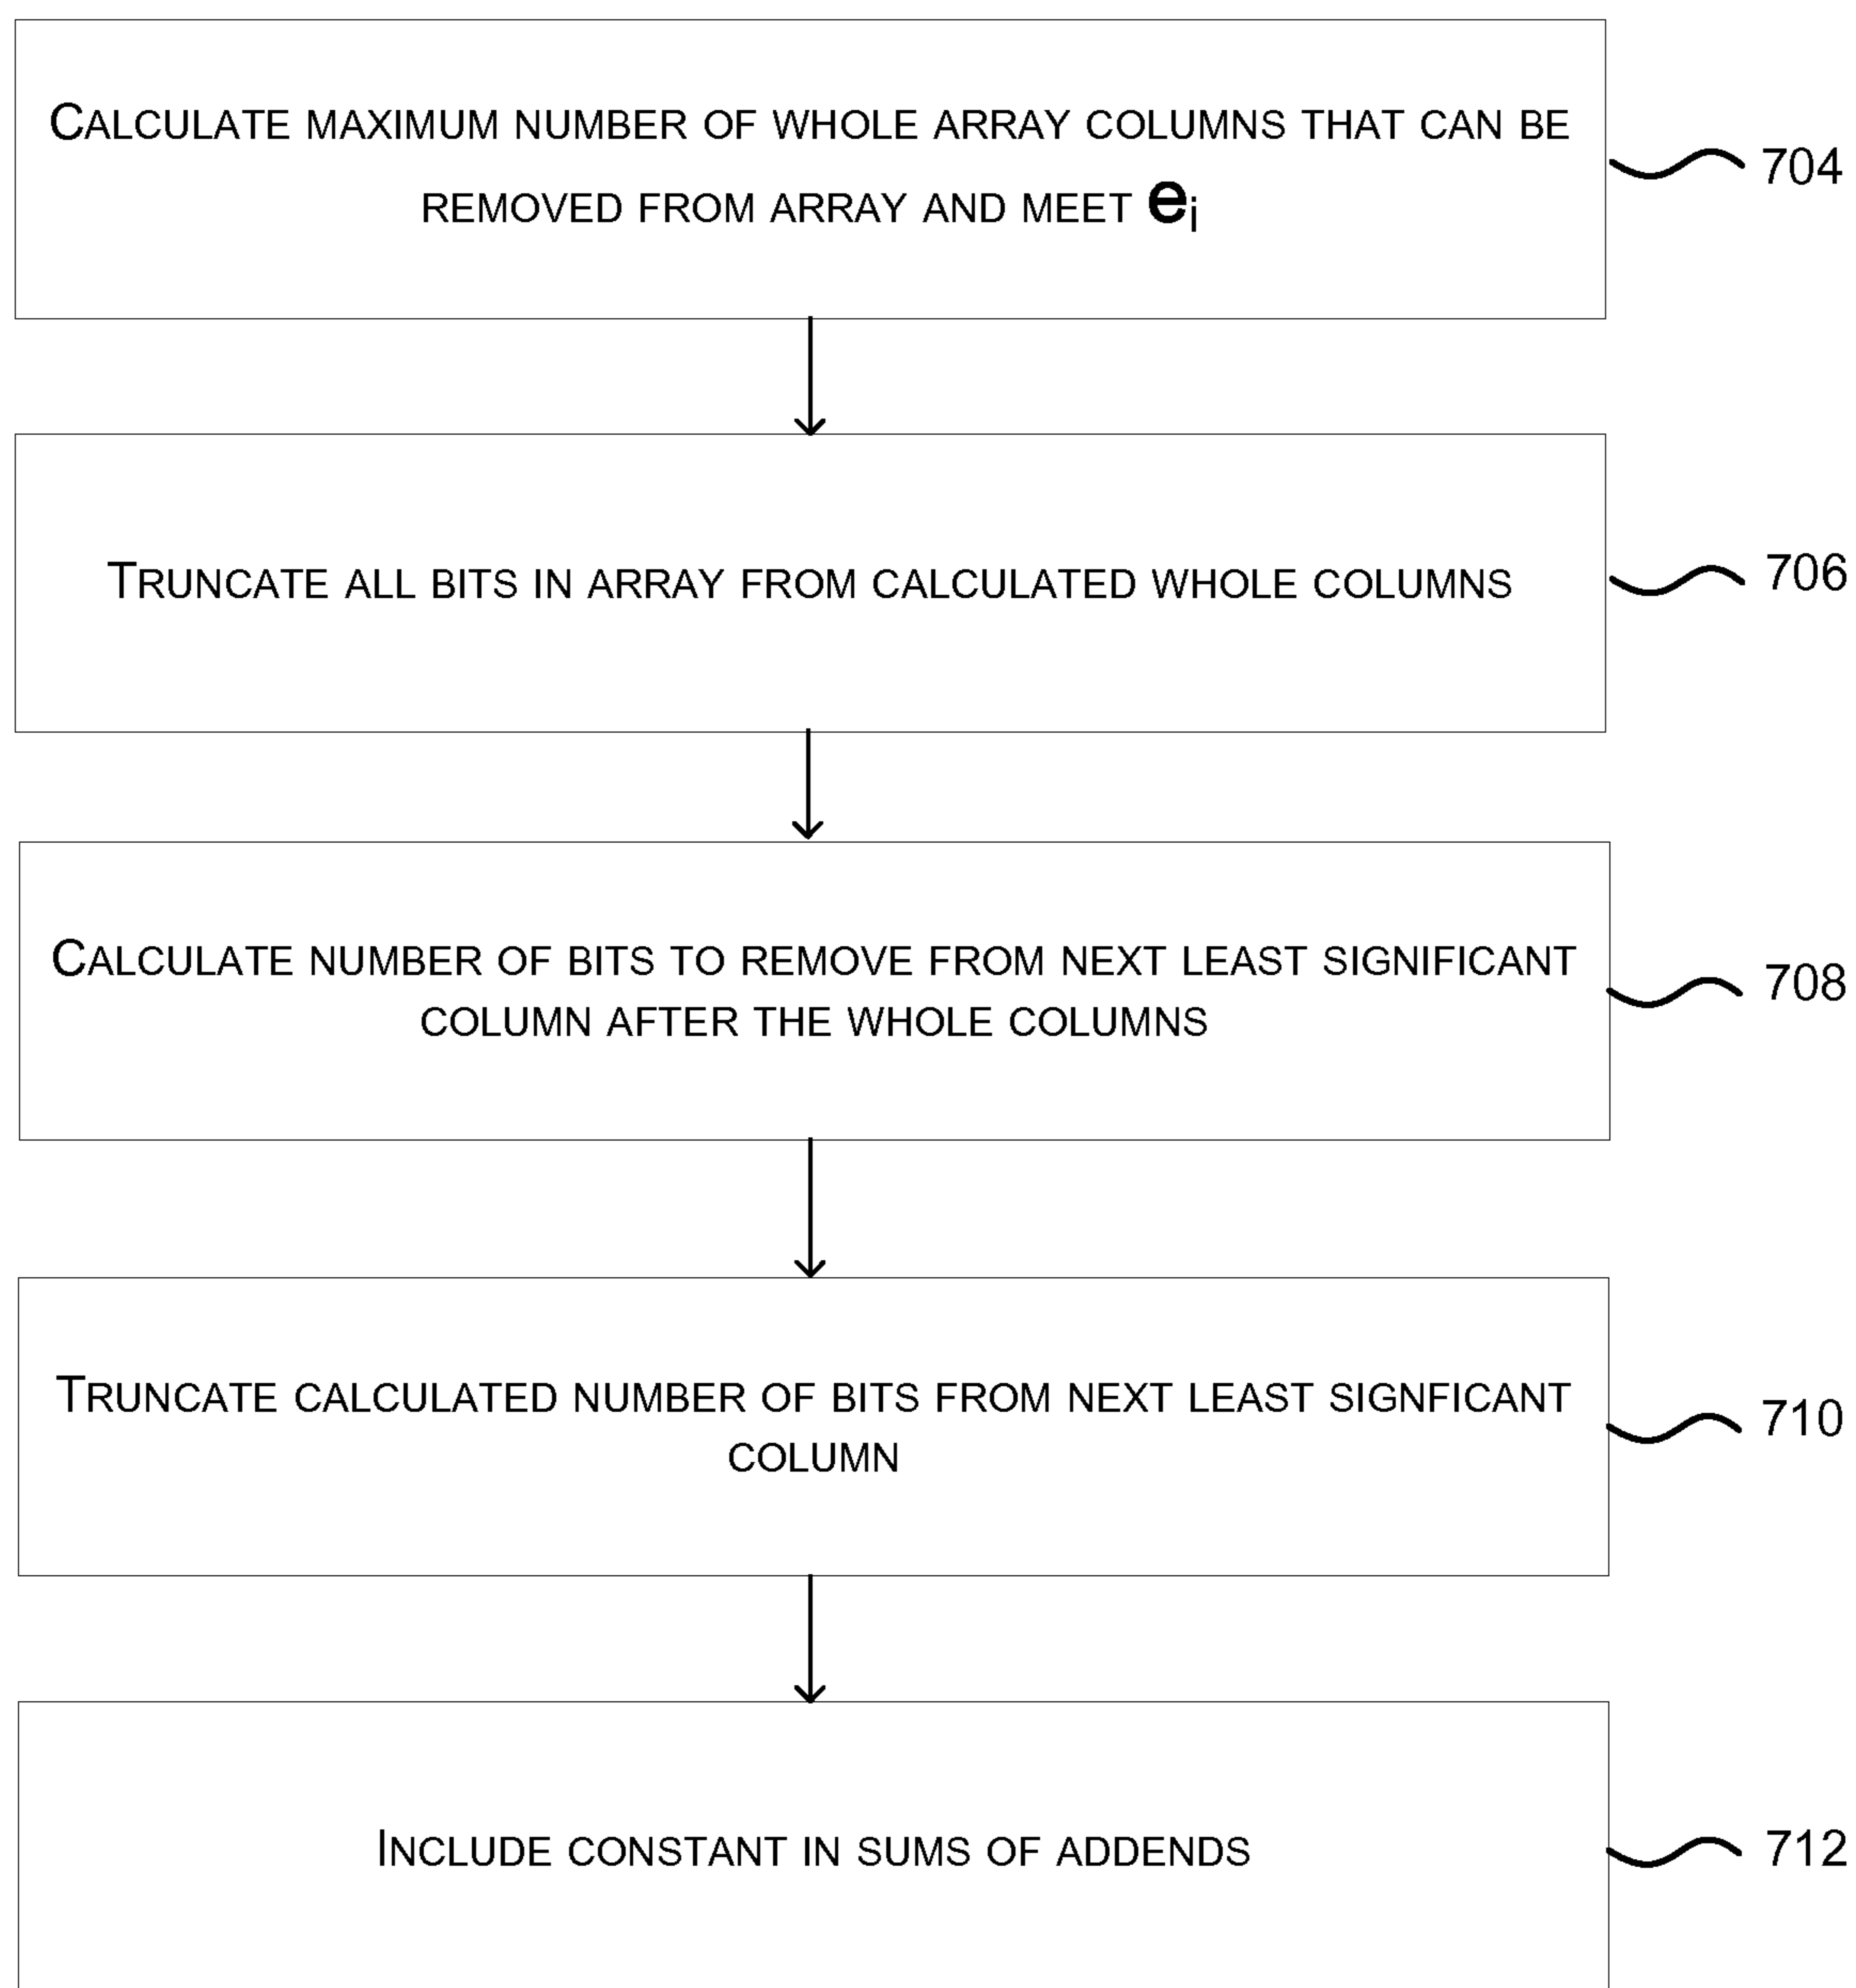 CALCULATE MAXIMUM NUMBER OF WHOLE ARRAY COLUMNS THAT CAN BE
REMOVED FROM ARRAY AND MEET ei
704
TRUNCATE ALL BITS IN ARRAY FROM CALCULATED WHOLE COLUMNS
706
CALCULATE NUMBER OF BITS TO REMOVE FROM NEXT LEAST SIGNIFICANT
COLUMN AFTER THE WHOLE COLUMNS
708
TRUNCATE CALCULATED NUMBER OF BITS FROM NEXT LEAST SIGNFICANT
COLUMN
710
INCLUDE CONSTANT IN SUMS OF ADDENDS
712